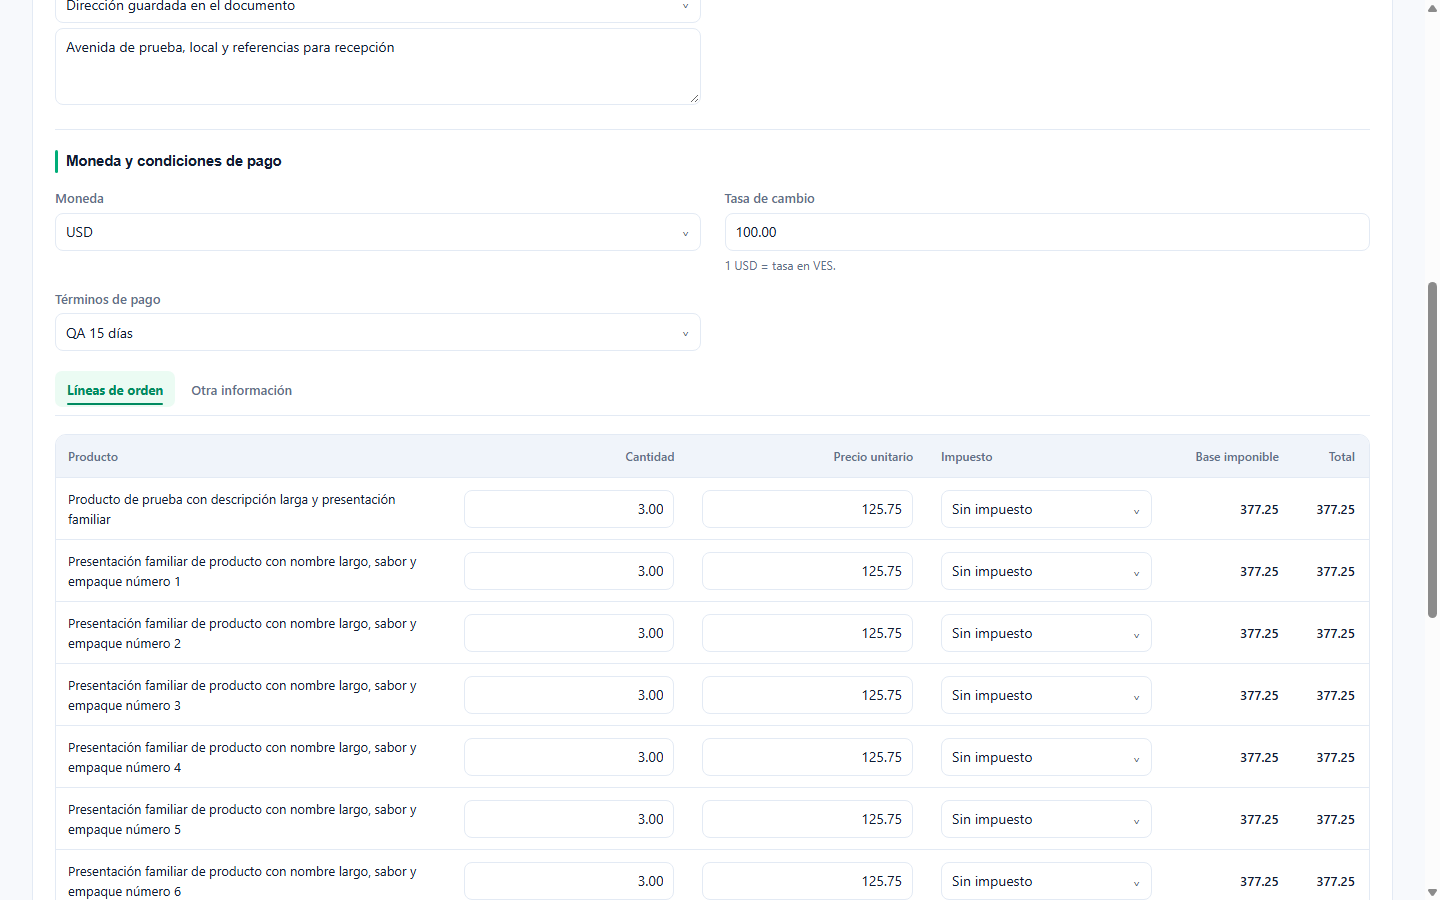 Dirección guardada en el documento
Avenida de prueba, local y referencias para recepción
Moneda y condiciones de pago
Moneda
Tasa de cambio
USD
100.00
1 USD = tasa en VES.
Términos de pago
QA 15 días
Líneas de orden
Otra información
Producto Cantidad Precio unitario Impuesto Base imponible Total
Producto de prueba con descripción larga y presentación
familiar
3.00 125.75 Sin impuesto 377.25 377.25
Presentación familiar de producto con nombre largo, sabor y
empaque número 1
3.00 125.75 Sin impuesto 377.25 377.25
Presentación familiar de producto con nombre largo, sabor y
empaque número 2
3.00 125.75 Sin impuesto 377.25 377.25
Presentación familiar de producto con nombre largo, sabor y
empaque número 3
3.00 125.75 Sin impuesto 377.25 377.25
Presentación familiar de producto con nombre largo, sabor y
empaque número 4
3.00 125.75 Sin impuesto 377.25 377.25
Presentación familiar de producto con nombre largo, sabor y
empaque número 5
3.00 125.75 Sin impuesto 377.25 377.25
Presentación familiar de producto con nombre largo, sabor y
empaque número 6
3.00 125.75 Sin impuesto 377.25 377.25